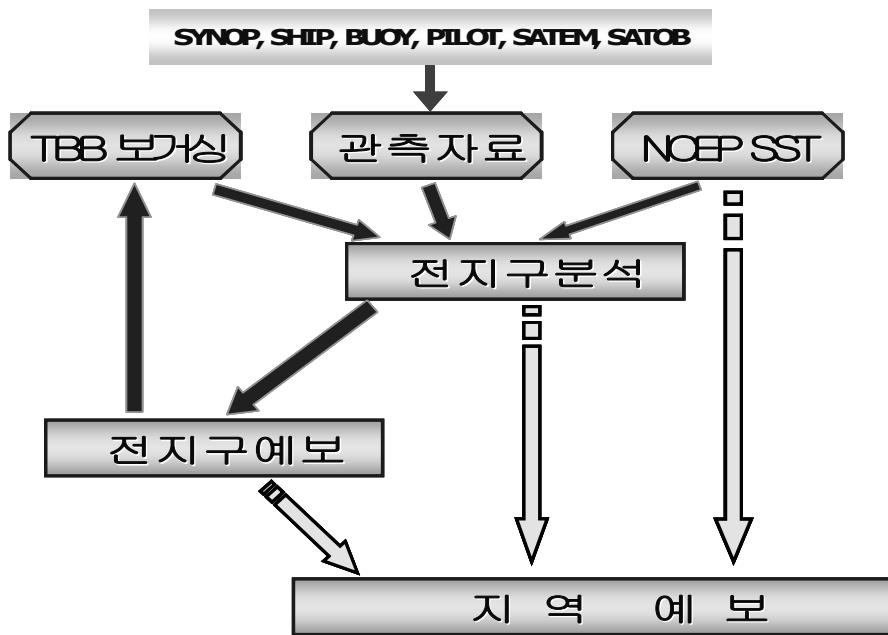 SYNOP, SHIP, BUOY, PILOT, SATEM, SATOB
TBB 보거싱
관측자료
NCEP SST
전지구분석
전지구예보
지 역 예 보